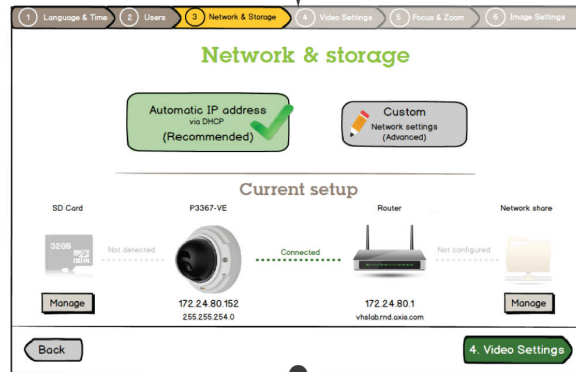 1 Language & Time 2 Users 3 Network & Storage 4 Video Settings 5 Focus & Zoom 6 Image Settings
Network & storage
Automatic IP address
via DHCP
(Recommended)
Custom
Network settings
(Advanced)
Current setup
SD Card P3367-VE Router Network share
32GB
Not detected Connected Not configured
Manage 172.24.80.152 172.24.80.1 Manage
255.255.254.0 vhslab.rnd.axis.com
Back 4. Video Settings